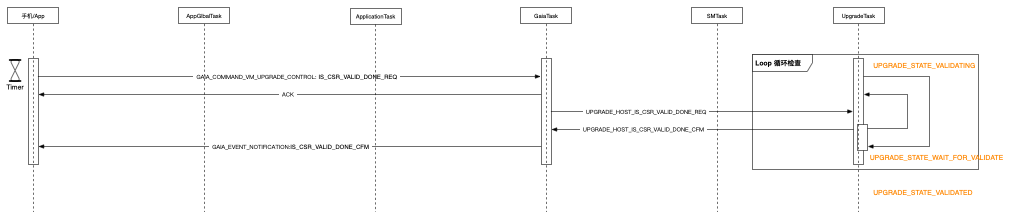 手机/App
AppGlbalTask
ApplicationTask
GaiaTask
SMTask
UpgradeTask
Loop 循环检查
UPGRADE_STATE_VALIDATING
Timer
GAIA_COMMAND_VM_UPGRADE_CONTROL: IS_CSR_VALID_DONE_REQ
ACK
UPGRADE_HOST_IS_CSR_VALID_DONE_REQ
UPGRADE_HOST_IS_CSR_VALID_DONE_CFM
GAIA_EVENT_NOTIFICATION:IS_CSR_VALID_DONE_CFM
UPGRADE_STATE_WAIT_FOR_VALIDATE
UPGRADE_STATE_VALIDATED